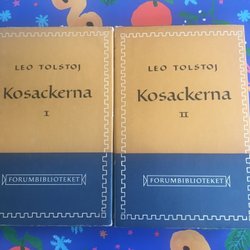 LEO TOLSTOJ
Kosackerna
I
FORUMBIBLIOTEKET
LEO TOLSTOJ
Kosackerna
II
FORUMBIBLIOTEKET